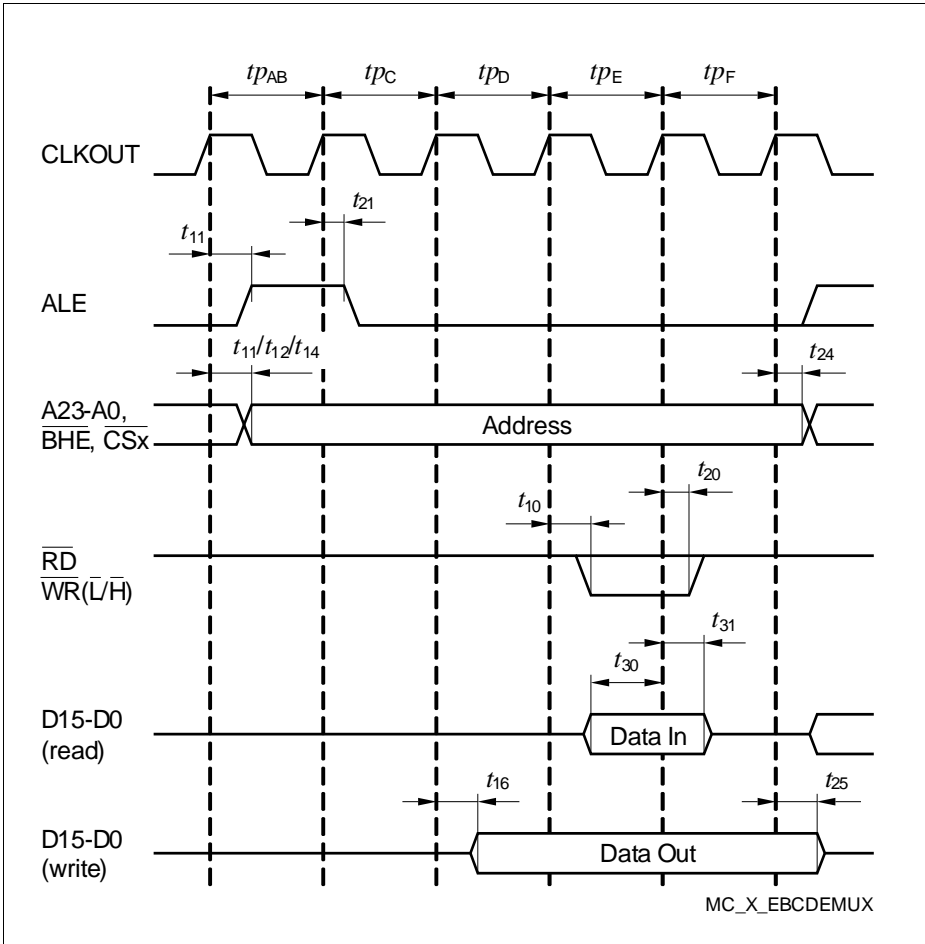 tpAB tpC tpD tpE tpF
CLKOUT
t21
t11
ALE
t11/t12/t14
t24
A23-A0,
BHE, CSx
Address
t20
t10
RD
WR(L/H)
t31
t30
D15-D0
(read)
Data In
t16
t25
D15-D0
(write)
Data Out
MC_X_EBCDEMUX